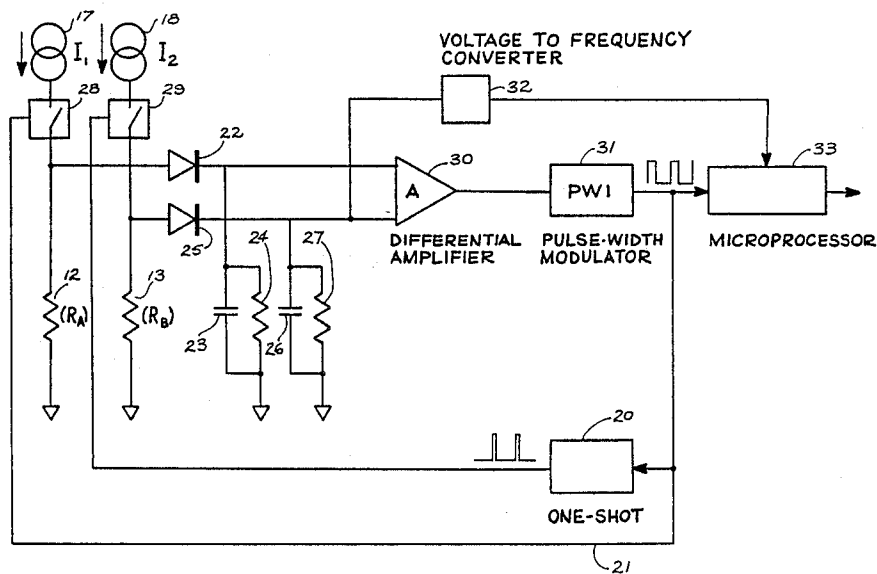 17
18
I₁
I₂
28
29
VOLTAGE TO FREQUENCY
CONVERTER
32
22
30
31
33
A
PW1
25
DIFFERENTIAL
AMPLIFIER
PULSE-WIDTH
MODULATOR
MICROPROCESSOR
12
13
24
27
(RA)
(RB)
23
26
20
ONE-SHOT
21